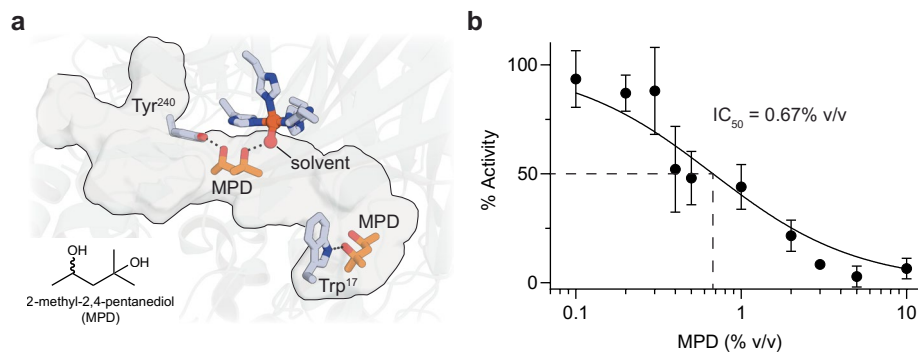 a
Tyr240
MPD
solvent
MPD
Trp17
OH
OH
2-methyl-2,4-pentanediol
(MPD)
b
% Activity
100
50
0
IC50 = 0.67% v/v
0.1
1
10
MPD (% v/v)